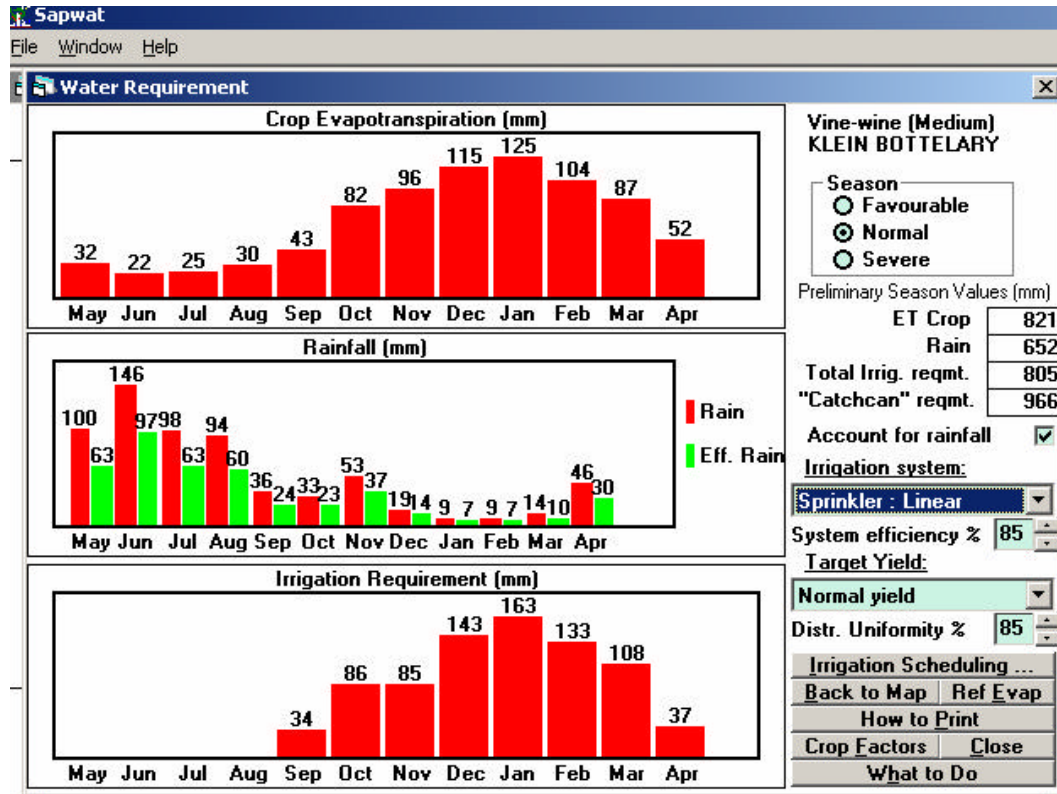 Sapwat
File Window Help
Water Requirement
Crop Evapotranspiration (mm)
32 22 25 30 43 82 96 115 125 104 87 52
May Jun Jul Aug Sep Oct Nov Dec Jan Feb Mar Apr
Rainfall (mm)
100 63 146 97 98 63 94 60 36 24 33 23 53 37 19 14 9 7 9 7 14 10 46 30
May Jun Jul Aug Sep Oct Nov Dec Jan Feb Mar Apr
Rain
Eff. Rain
Irrigation Requirement (mm)
34 86 85 143 163 133 108 37
May Jun Jul Aug Sep Oct Nov Dec Jan Feb Mar Apr
Vine-wine (Medium)
KLEIN BOTTELARY
Season
Favourable
Normal
Severe
Preliminary Season Values (mm)
ET Crop 821
Rain 652
Total Irrig. reqmt. 805
"Catchcan" reqmt. 966
Account for rainfall
Irrigation system:
Sprinkler : Linear
System efficiency % 85
Target Yield:
Normal yield
Distr. Uniformity % 85
Irrigation Scheduling ...
Back to Map Ref Evap
How to Print
Crop Factors Close
What to Do